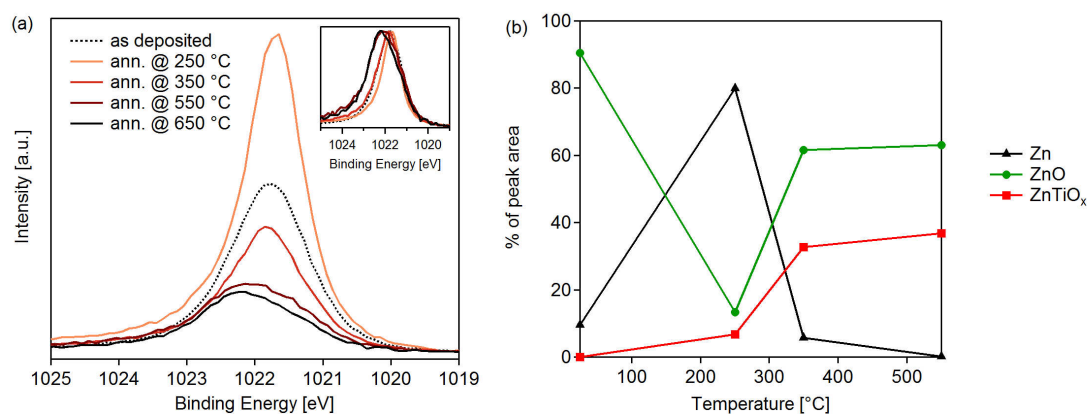 (a)
as deposited
ann. @ 250 °C
ann. @ 350 °C
ann. @ 550 °C
ann. @ 650 °C
Intensity [a.u.]
1025 1024 1023 1022 1021 1020 1019
Binding Energy [eV]
1024 1022 1020
Binding Energy [eV]
(b)
% of peak area
100
80
60
40
20
0
100 200 300 400 500
Temperature [°C]
Zn
ZnO
ZnTiOₓ